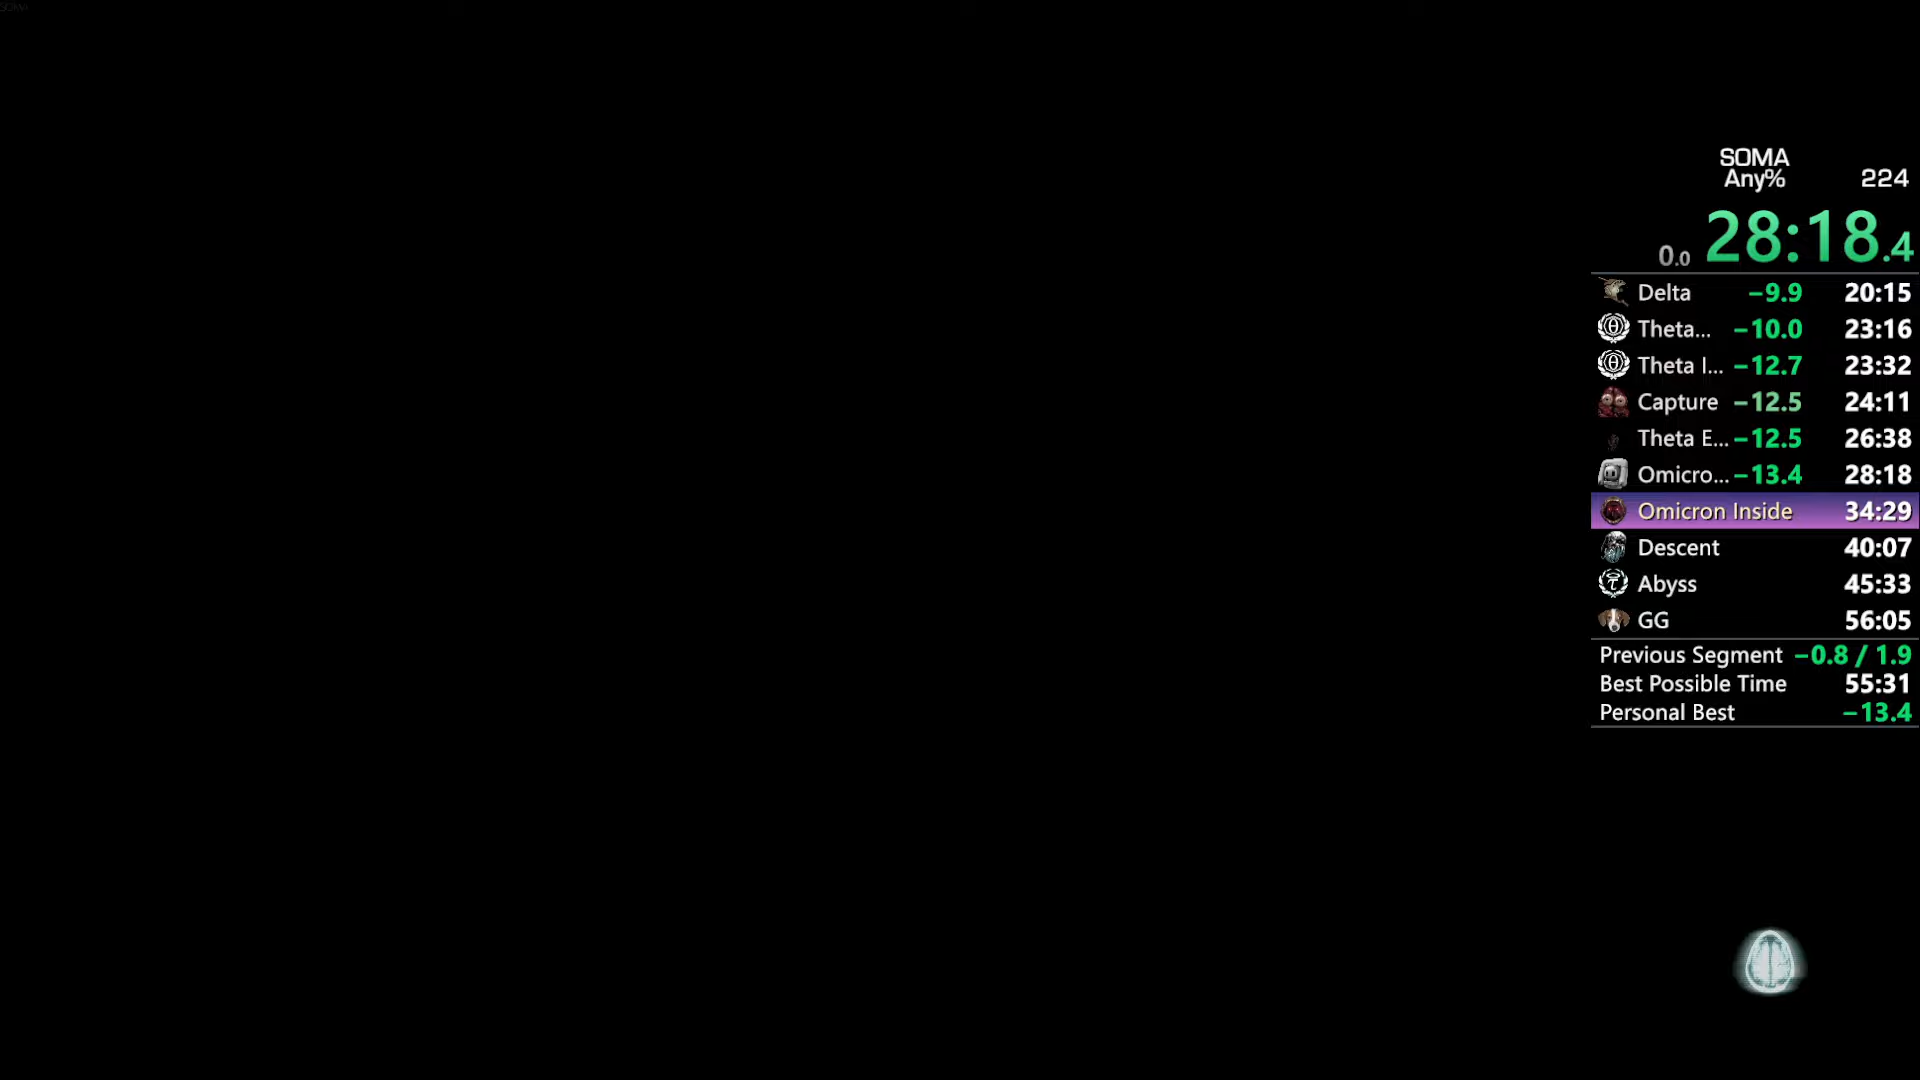 SOMA
SOMA
Any% 224
0.0 28:18.4
Delta −9.9 20:15
Theta... −10.0 23:16
Theta I... −12.7 23:32
Capture −12.5 24:11
Theta E... −12.5 26:38
Omicro... −13.4 28:18
Omicron Inside 34:29
Descent 40:07
Abyss 45:33
GG 56:05
Previous Segment −0.8 / 1.9
Best Possible Time 55:31
Personal Best −13.4